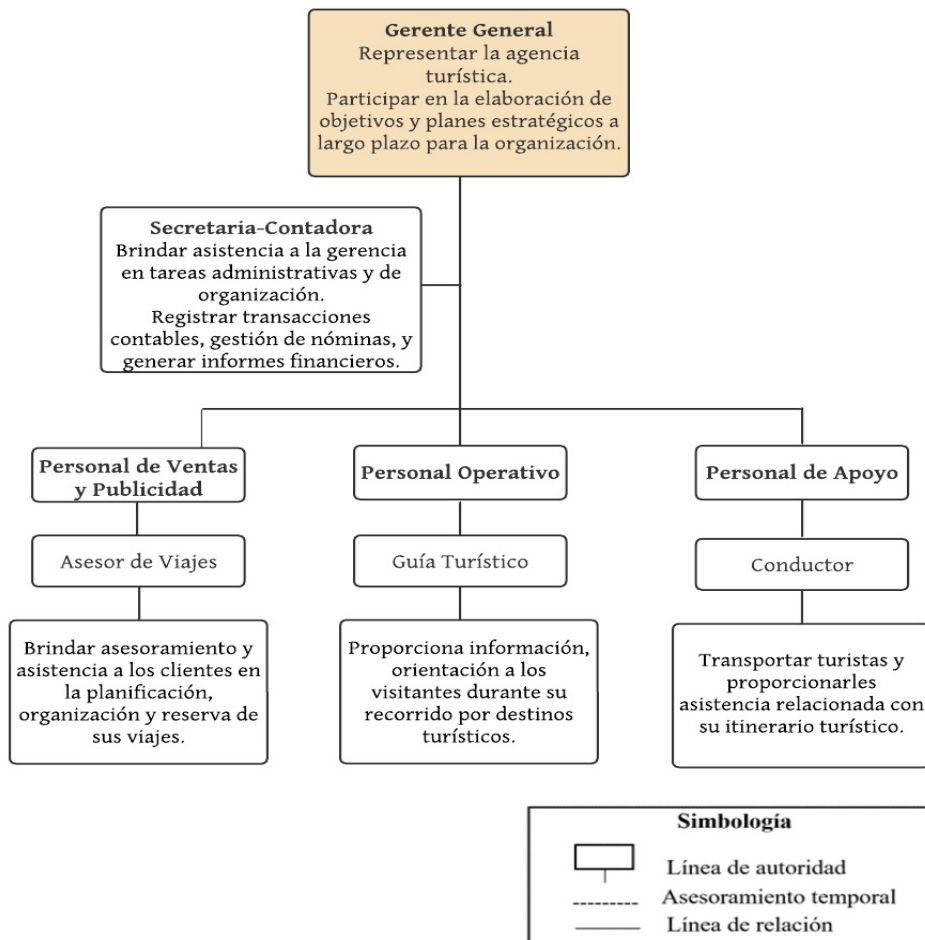 Gerente General
Representar la agencia
turística.
Participar en la elaboración de
objetivos y planes estratégicos a
largo plazo para la organización.
Secretaria-Contadora
Brindar asistencia a la gerencia
en tareas administrativas y de
organización.
Registrar transacciones
contables, gestión de nóminas, y
generar informes financieros.
Personal de Ventas
y Publicidad
Personal Operativo
Personal de Apoyo
Asesor de Viajes
Guía Turístico
Conductor
Brindar asesoramiento y
asistencia a los clientes en
la planificación,
organización y reserva de
sus viajes.
Proporciona información,
orientación a los
visitantes durante su
recorrido por destinos
turísticos.
Transportar turistas y
proporcionarles
asistencia relacionada con
su itinerario turístico.
Simbología
Línea de autoridad
Asesoramiento temporal
Línea de relación